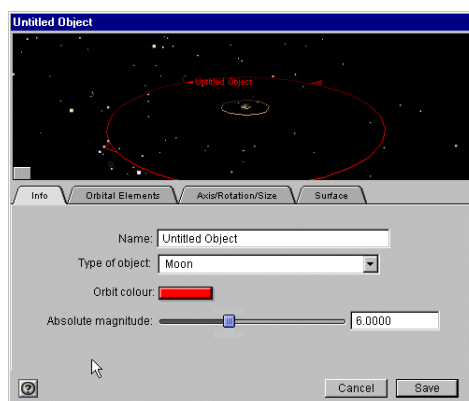 Untitled Object
Untitled Object
Info Orbital Elements Axis/Rotation/Size Surface
Name: Untitled Object
Type of object: Moon
Orbit colour:
Absolute magnitude: 6.0000
? Cancel Save